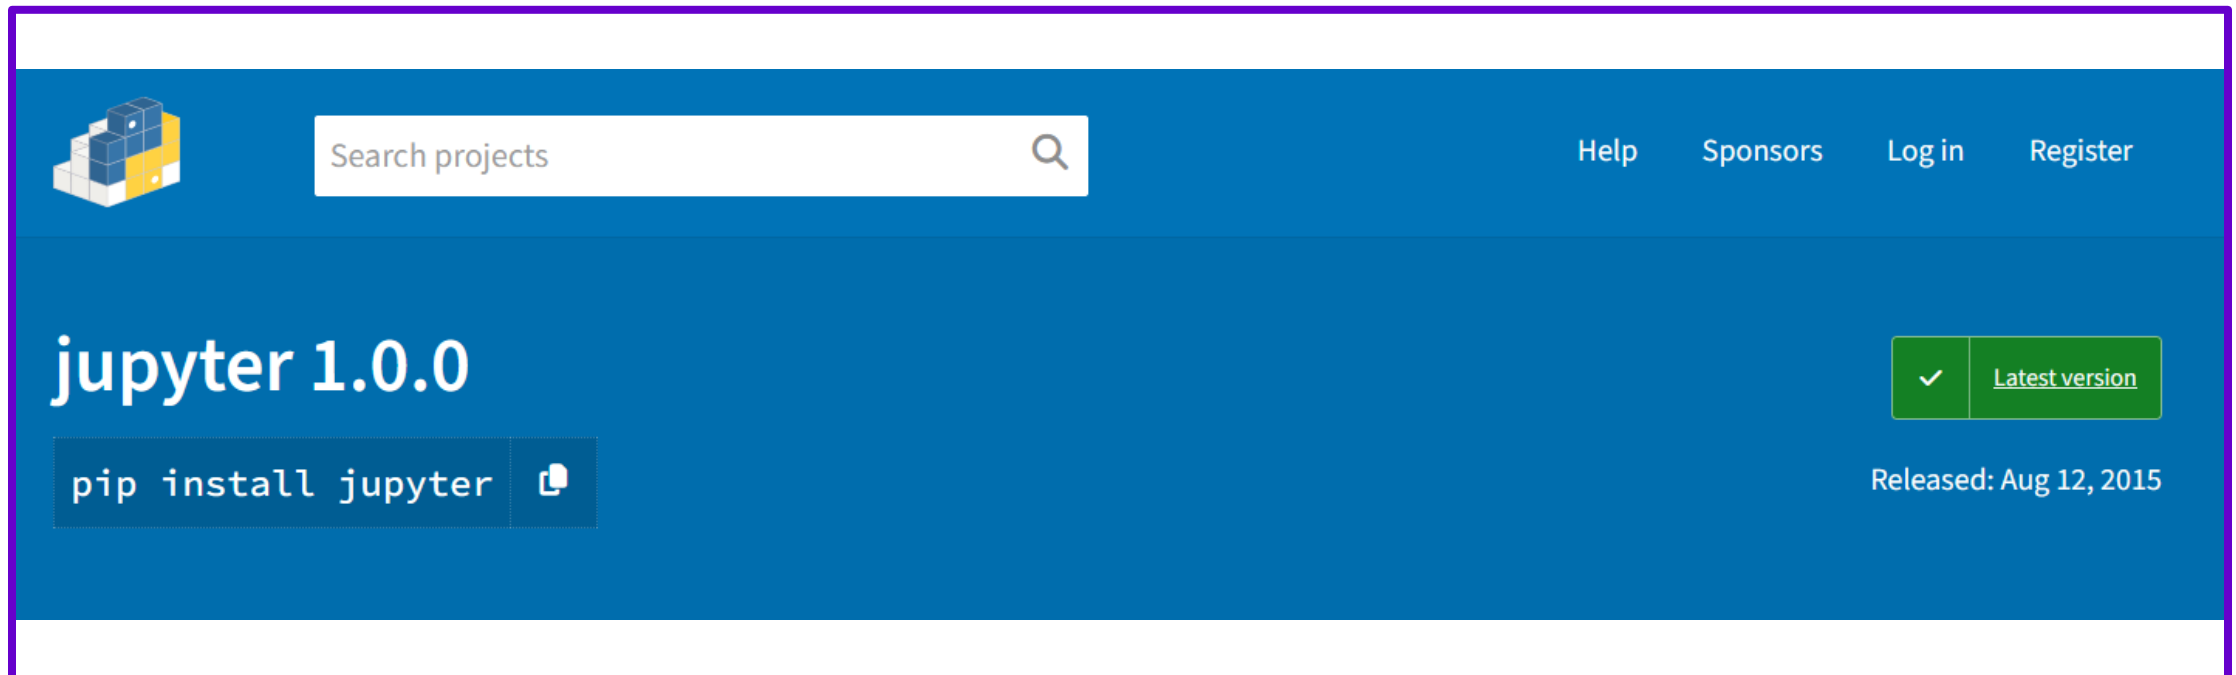 Search projects
Help Sponsors Log in Register
jupyter 1.0.0
Latest version
pip install jupyter
Released: Aug 12, 2015